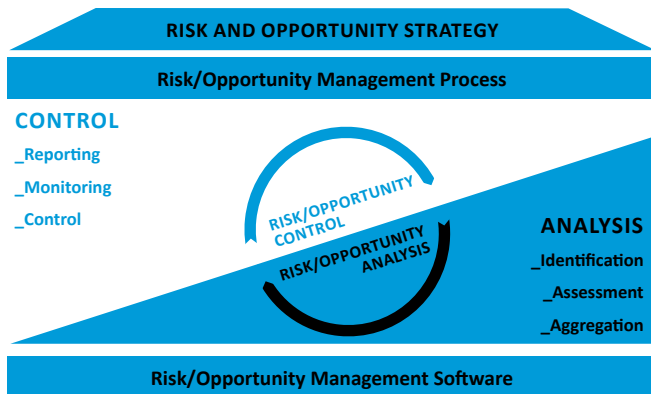 RISK AND OPPORTUNITY STRATEGY
Risk/Opportunity Management Process
CONTROL
_Reporting
_Monitoring
_Control
RISK/OPPORTUNITY
CONTROL
RISK/OPPORTUNITY
ANALYSIS
ANALYSIS
_Identification
_Assessment
_Aggregation
Risk/Opportunity Management Software